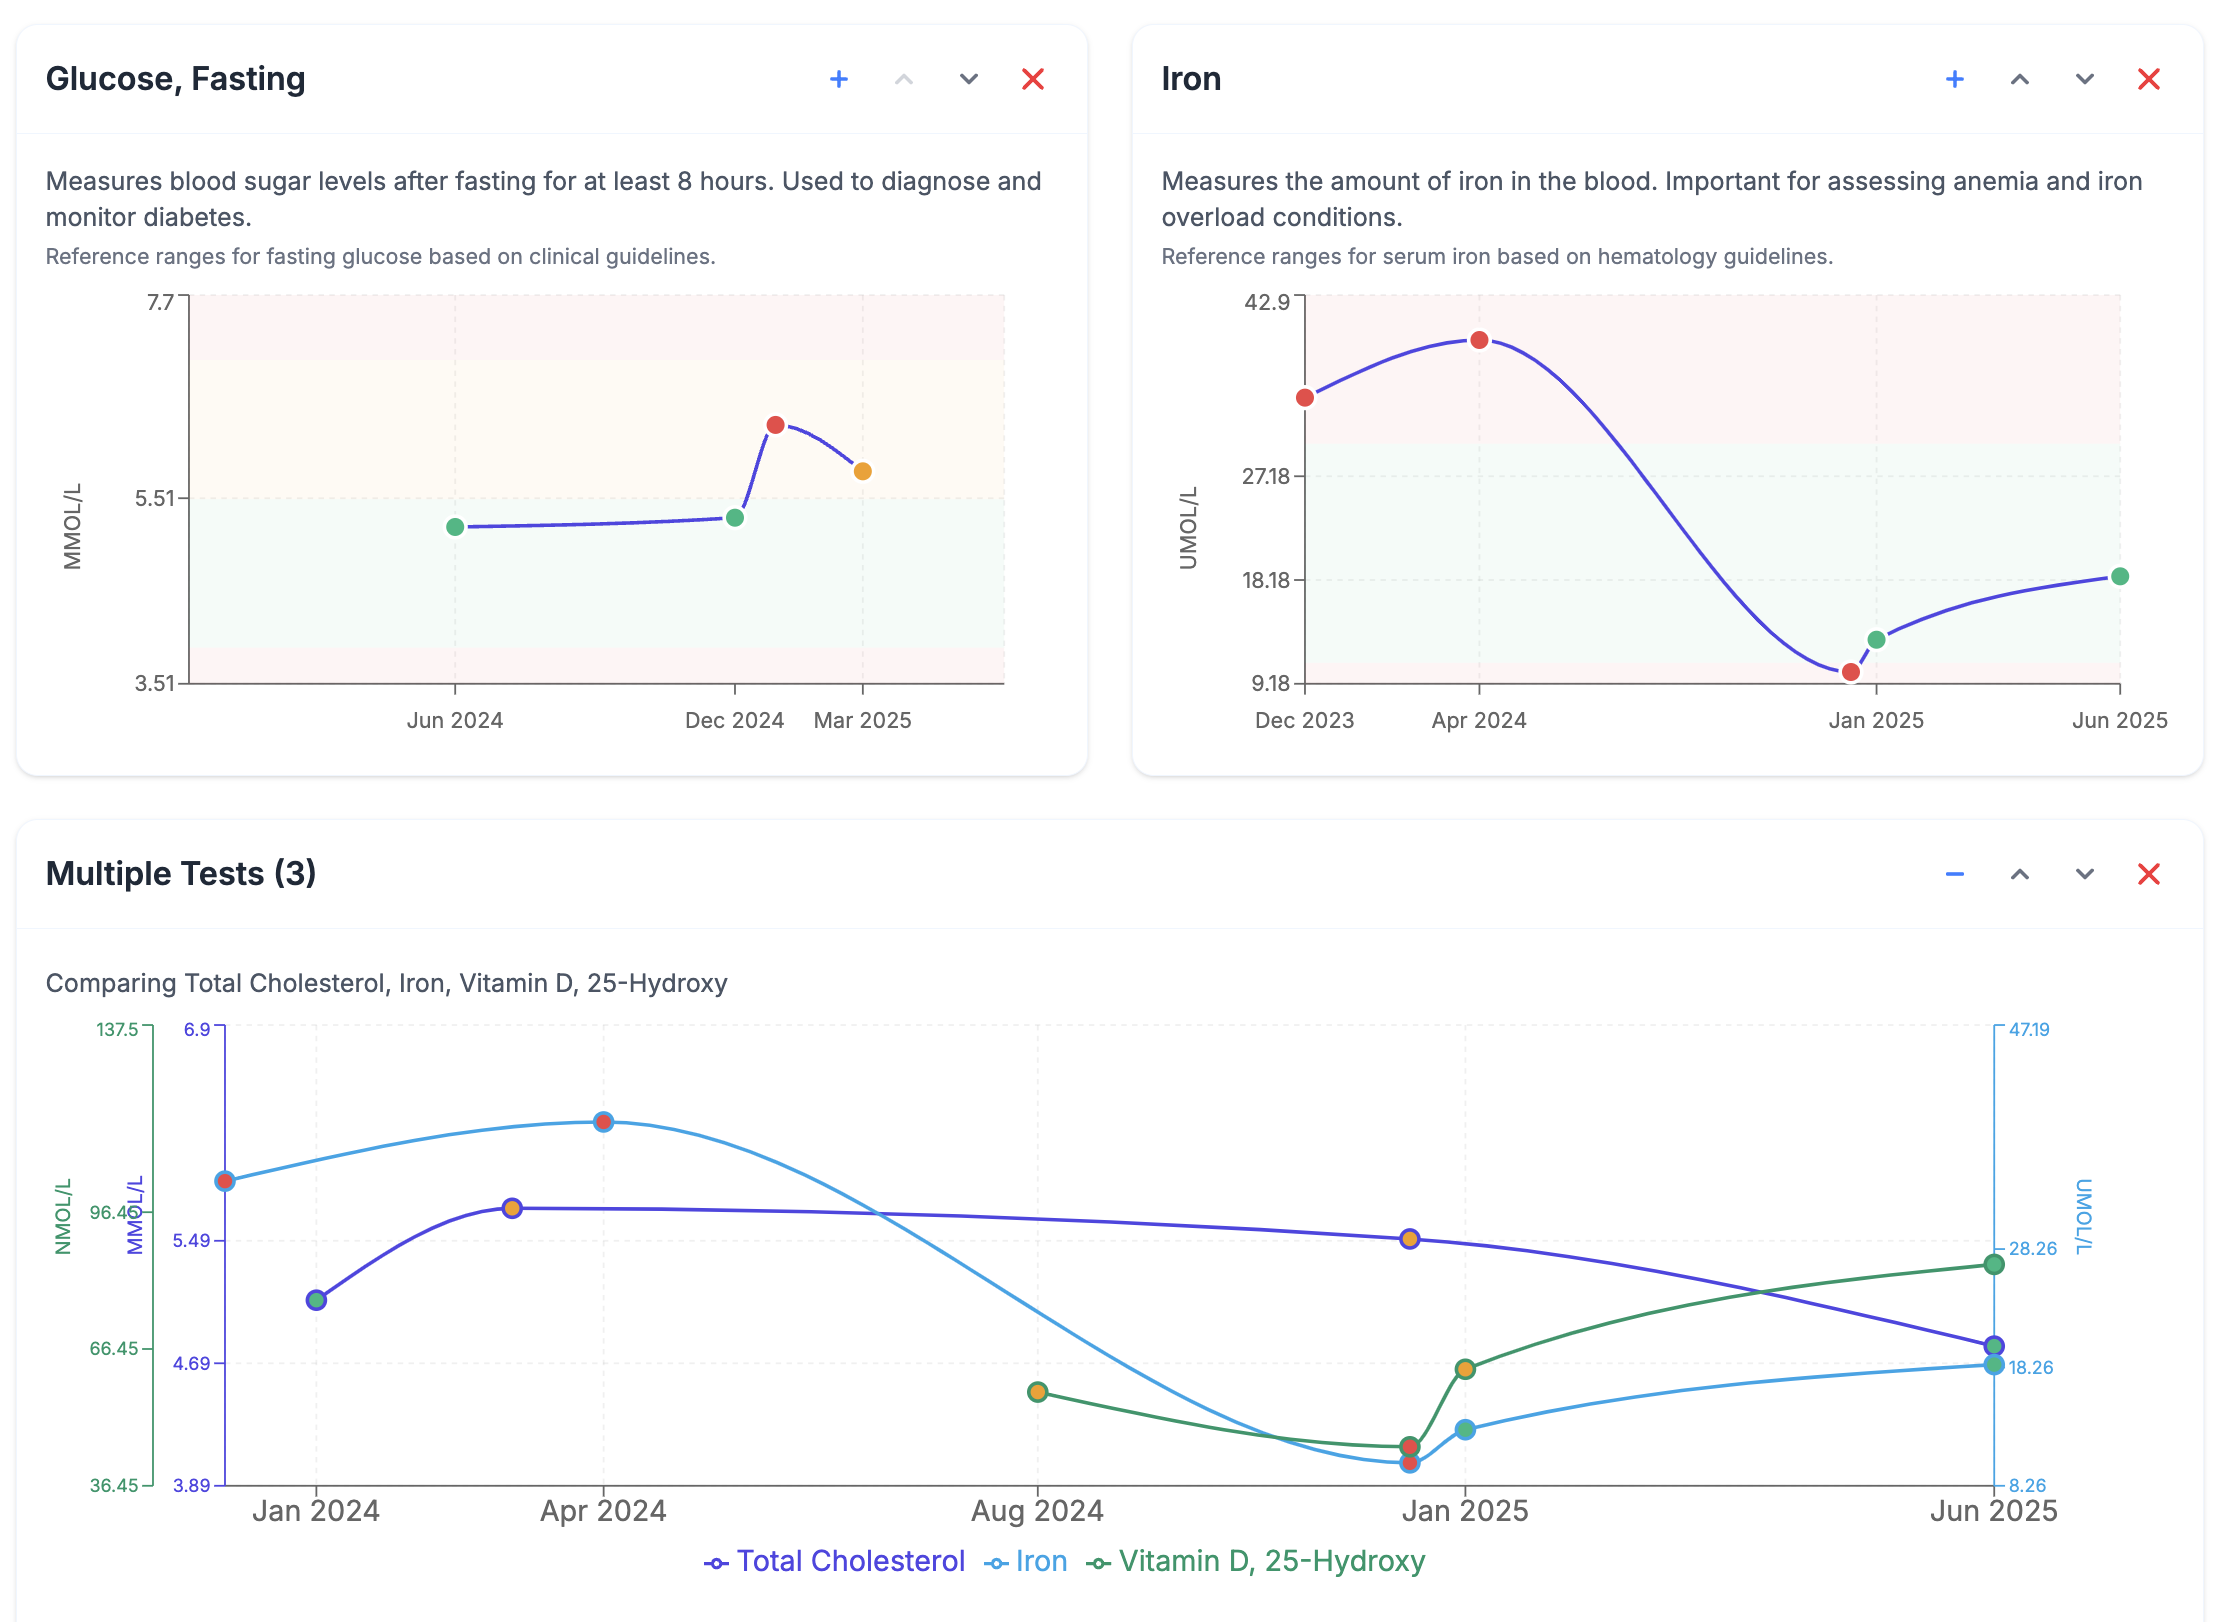 Glucose, Fasting
Measures blood sugar levels after fasting for at least 8 hours. Used to diagnose and
monitor diabetes.
Reference ranges for fasting glucose based on clinical guidelines.
7.7
5.51
3.51
MMOL/L
Jun 2024
Dec 2024
Mar 2025
Iron
Measures the amount of iron in the blood. Important for assessing anemia and iron
overload conditions.
Reference ranges for serum iron based on hematology guidelines.
42.9
27.18
18.18
9.18
UMOL/L
Dec 2023
Apr 2024
Jan 2025
Jun 2025
Multiple Tests (3)
Comparing Total Cholesterol, Iron, Vitamin D, 25-Hydroxy
137.5
96.45
66.45
36.45
NMOL/L
6.9
5.49
4.69
3.89
MMOL/L
47.19
28.26
18.26
8.26
UMOL/L
Jan 2024
Apr 2024
Aug 2024
Jan 2025
Jun 2025
Total Cholesterol
Iron
Vitamin D, 25-Hydroxy